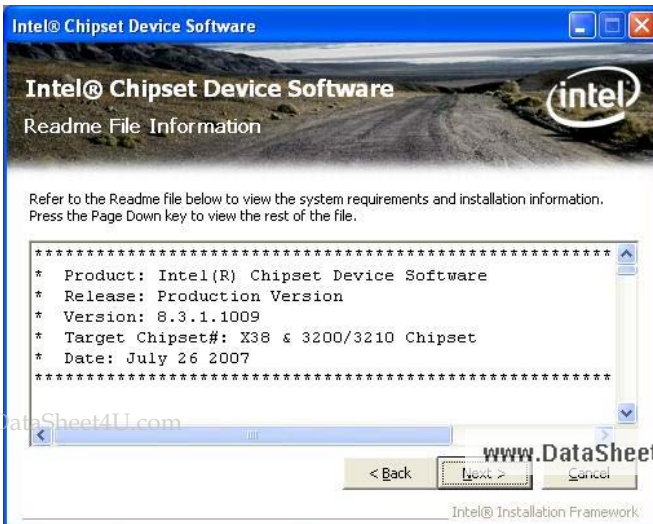 Intel® Chipset Device Software
Intel® Chipset Device Software
intel
Readme File Information
Refer to the Readme file below to view the system requirements and installation information.
Press the Page Down key to view the rest of the file.
********************************************************
* Product: Intel(R) Chipset Device Software
* Release: Production Version
* Version: 8.3.1.1009
* Target Chipset#: X38 & 3200/3210 Chipset
* Date: July 26 2007
********************************************************
DataSheet4U.com
www.DataSheet
< Back
Next >
Cancel
Intel® Installation Framework